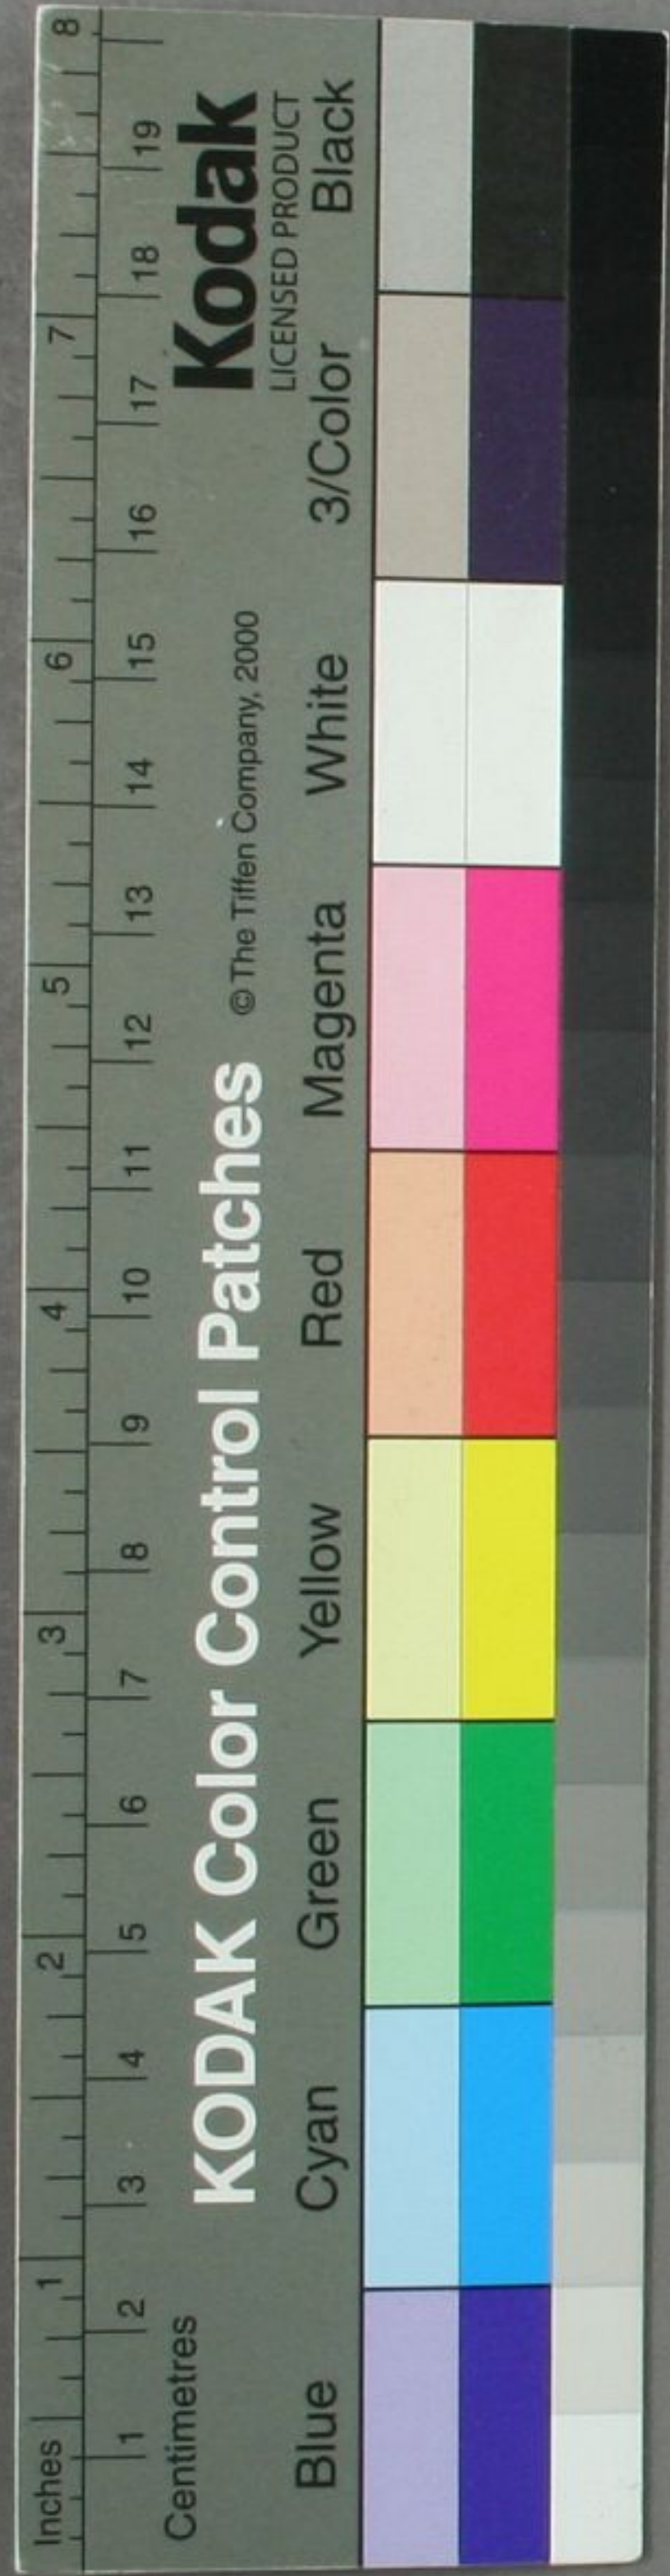 Inches 1 2 3 4 5 6 7 8
Centimetres 1 2 3 4 5 6 7 8 9 10 11 12 13 14 15 16 17 18 19
KODAK Color Control Patches © The Tiffen Company, 2000
Kodak
LICENSED PRODUCT
Blue Cyan Green Yellow Red Magenta White 3/Color Black